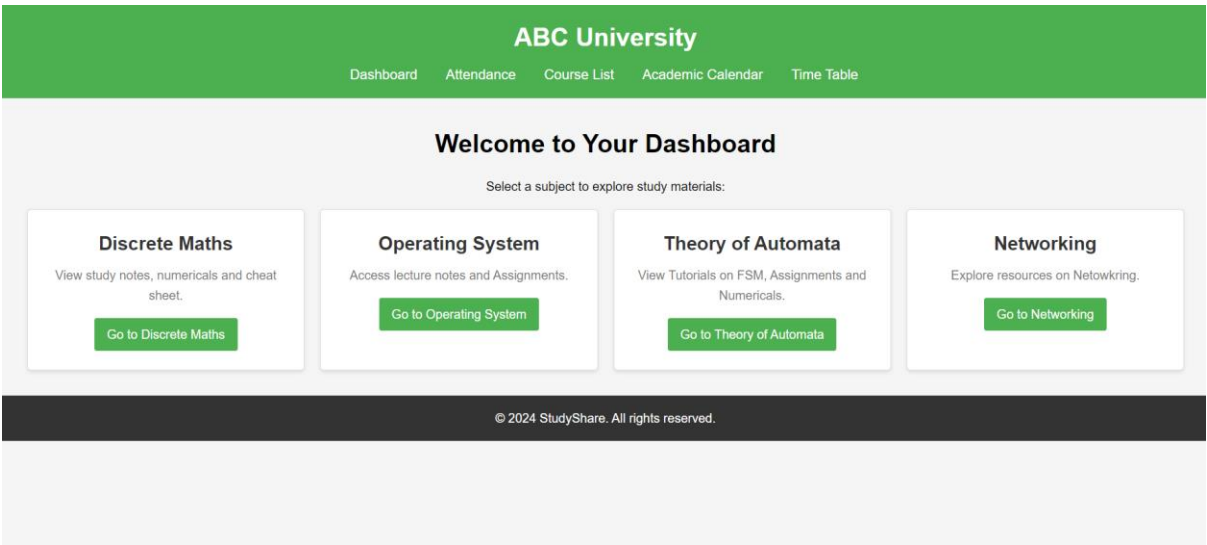 ABC University
Dashboard Attendance Course List Academic Calendar Time Table
Welcome to Your Dashboard
Select a subject to explore study materials:
Discrete Maths
View study notes, numericals and cheat
sheet.
Go to Discrete Maths
Operating System
Access lecture notes and Assignments.
Go to Operating System
Theory of Automata
View Tutorials on FSM, Assignments and
Numericals.
Go to Theory of Automata
Networking
Explore resources on Netowkring.
Go to Networking
© 2024 StudyShare. All rights reserved.